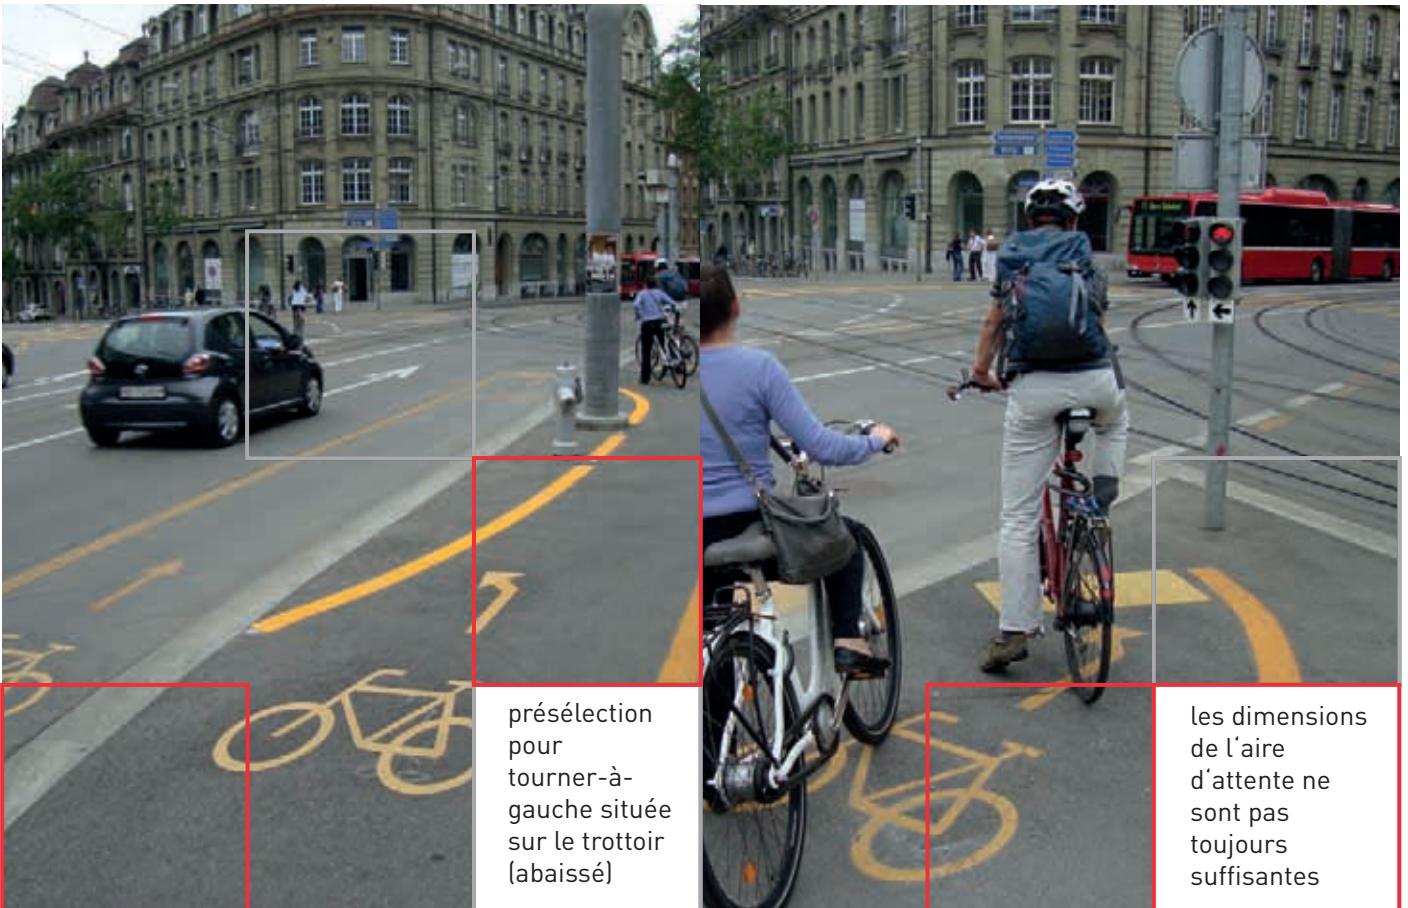 présélection
pour
tourner-à-
gauche située
sur le trottoir
(abaissé)
les dimensions
de l‘aire
d‘attente ne
sont pas
toujours
suffisantes